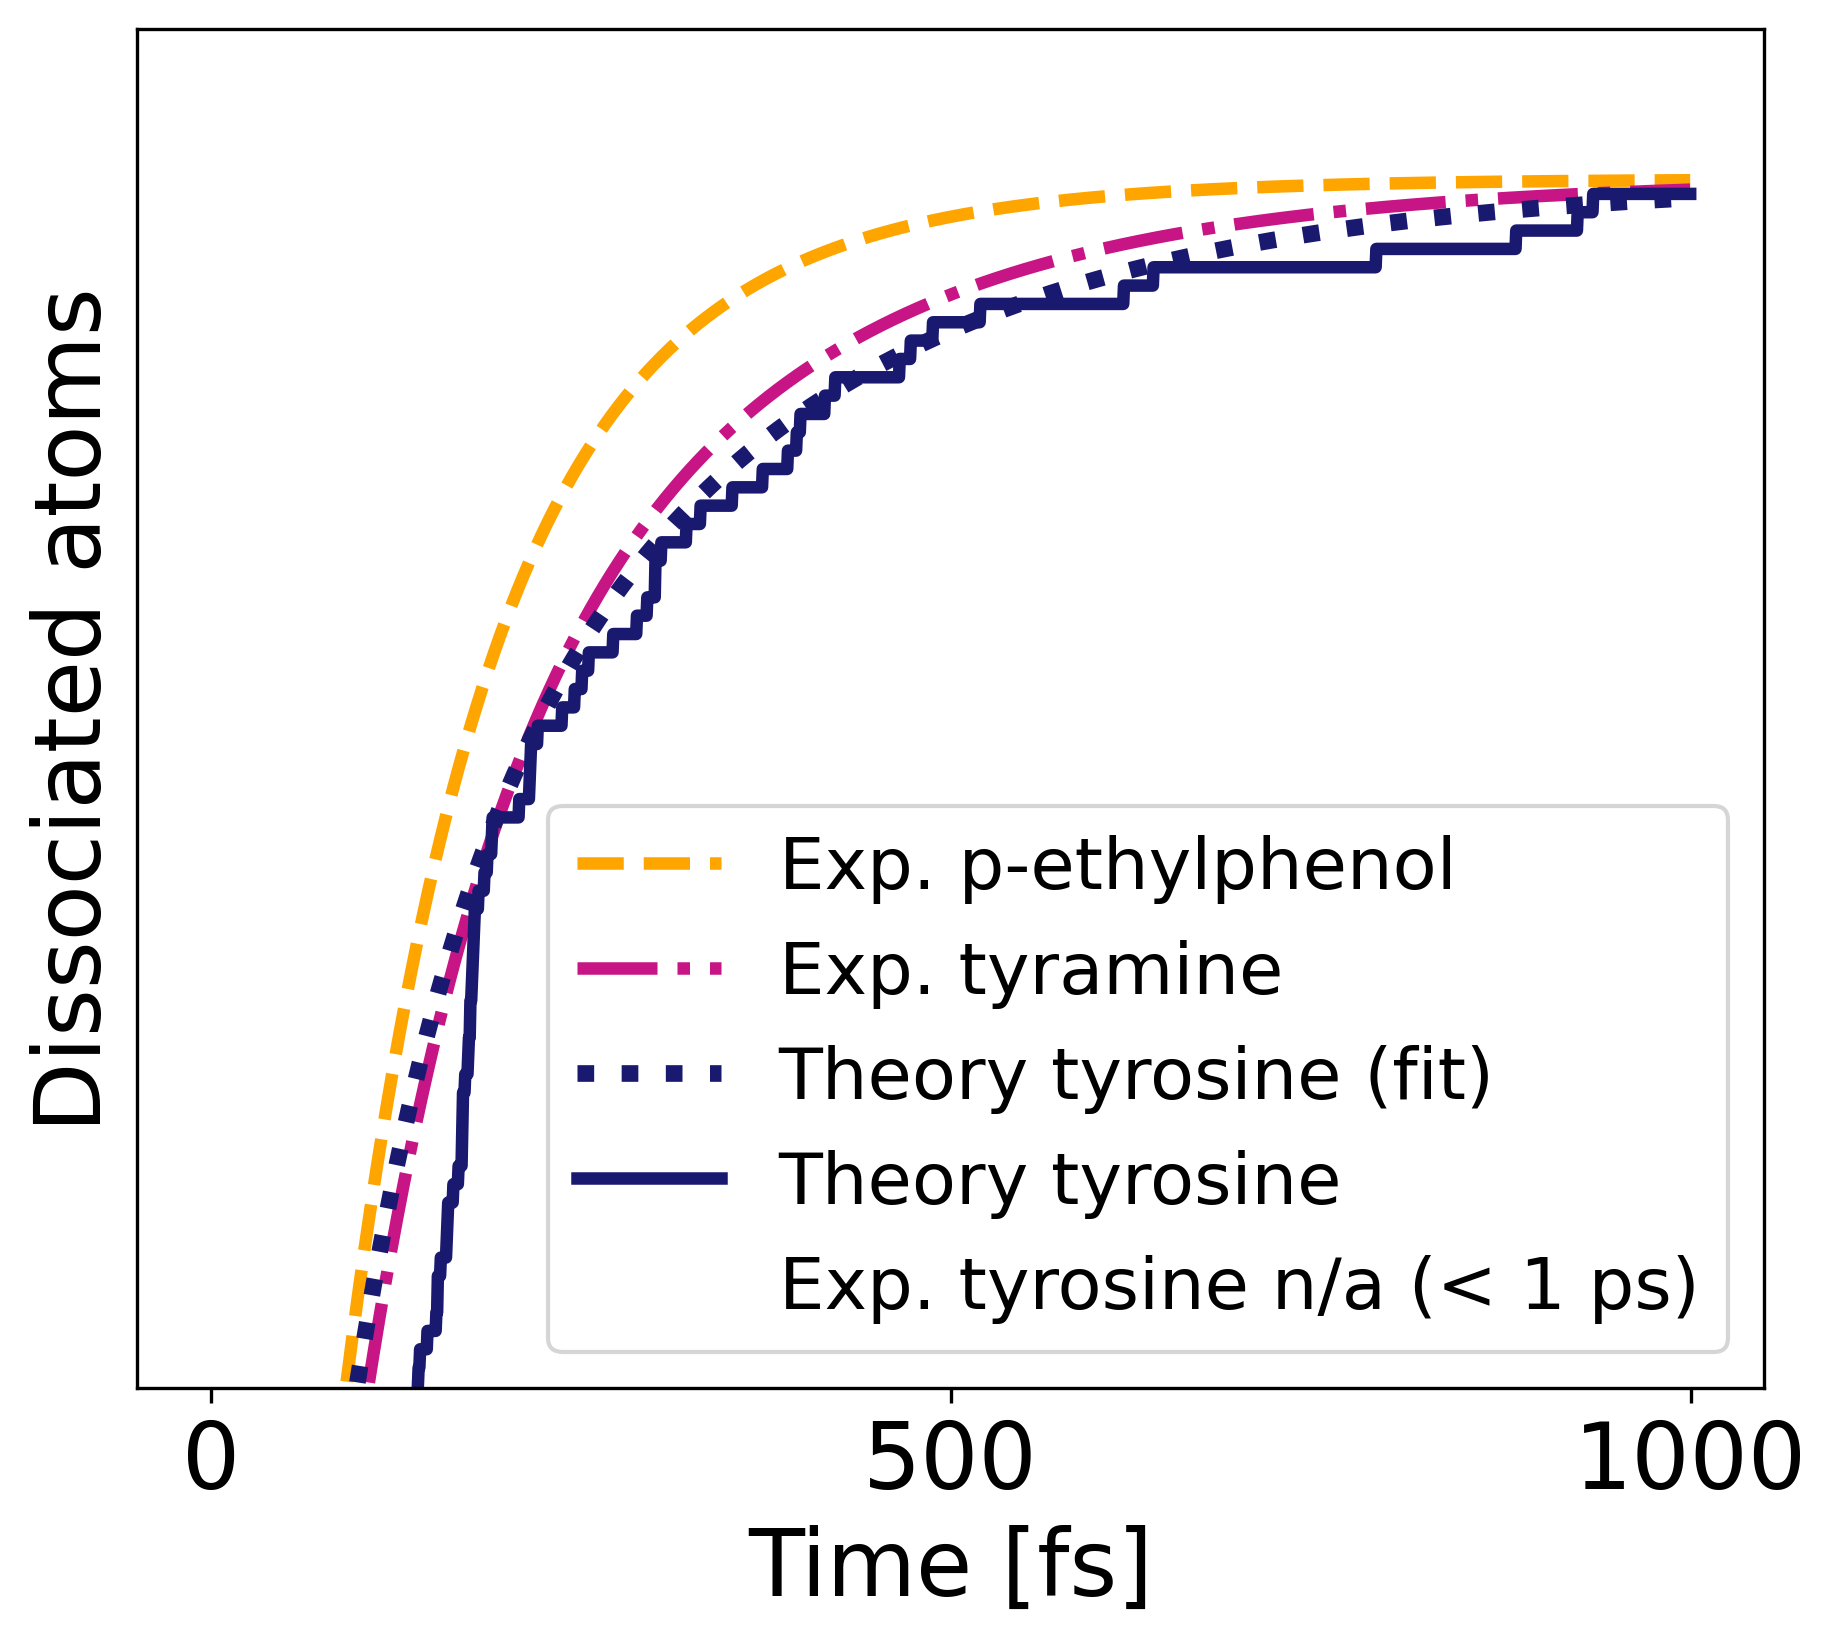 Dissociated atoms
Exp. p-ethylphenol
Exp. tyramine
Theory tyrosine (fit)
Theory tyrosine
Exp. tyrosine n/a (< 1 ps)
0 500 1000
Time [fs]